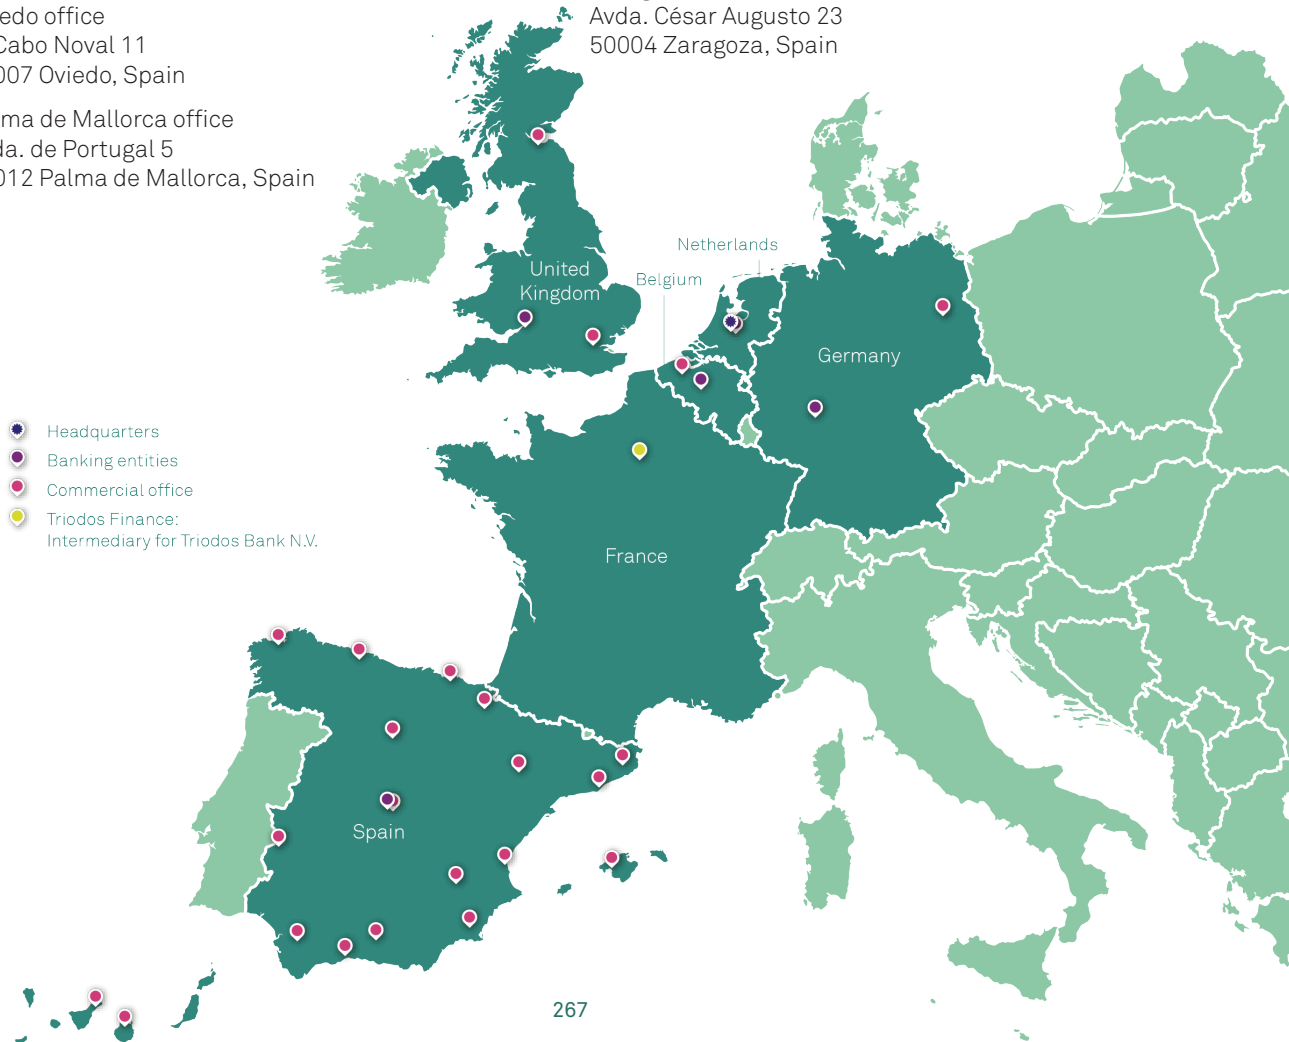 edo office
Cabo Noval 11
007 Oviedo, Spain
ma de Mallorca office
da. de Portugal 5
012 Palma de Mallorca, Spain
Avda. César Augusto 23
50004 Zaragoza, Spain
Netherlands
Belgium
United
Kingdom
Germany
Headquarters
Banking entities
Commercial office
Triodos Finance:
Intermediary for Triodos Bank N.V.
France
Spain
267